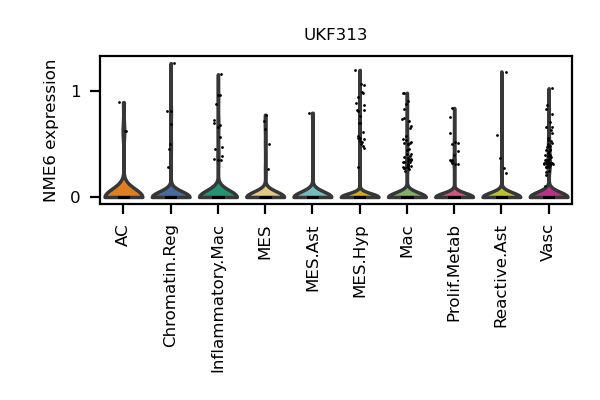 UKF313
NME6 expression
1
0
AC
Chromatin.Reg
Inflammatory.Mac
MES
MES.Ast
MES.Hyp
Mac
Prolif.Metab
Reactive.Ast
Vasc